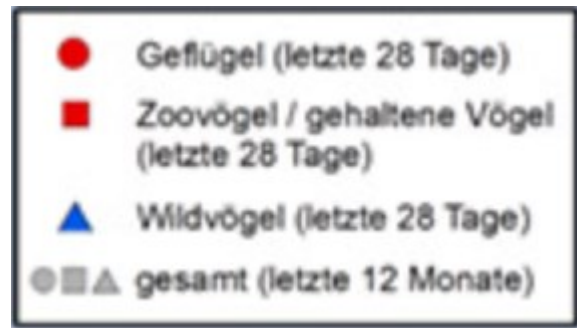 Geflügel (letzte 28 Tage)
Zoovögel / gehaltene Vögel
(letzte 28 Tage)
Wildvögel (letzte 28 Tage)
gesamt (letzte 12 Monate)